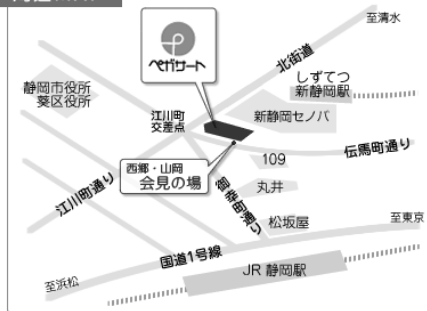 至清水
ペガサート
北街道
しずてつ
新静岡駅
静岡市役所
葵区役所
江川町
交差点
新静岡セノバ
伝馬町通り
109
西郷・山岡
会見の場
丸井
江川町通り
御幸町通り
松坂屋
至東京
国道1号線
JR 静岡駅
至浜松